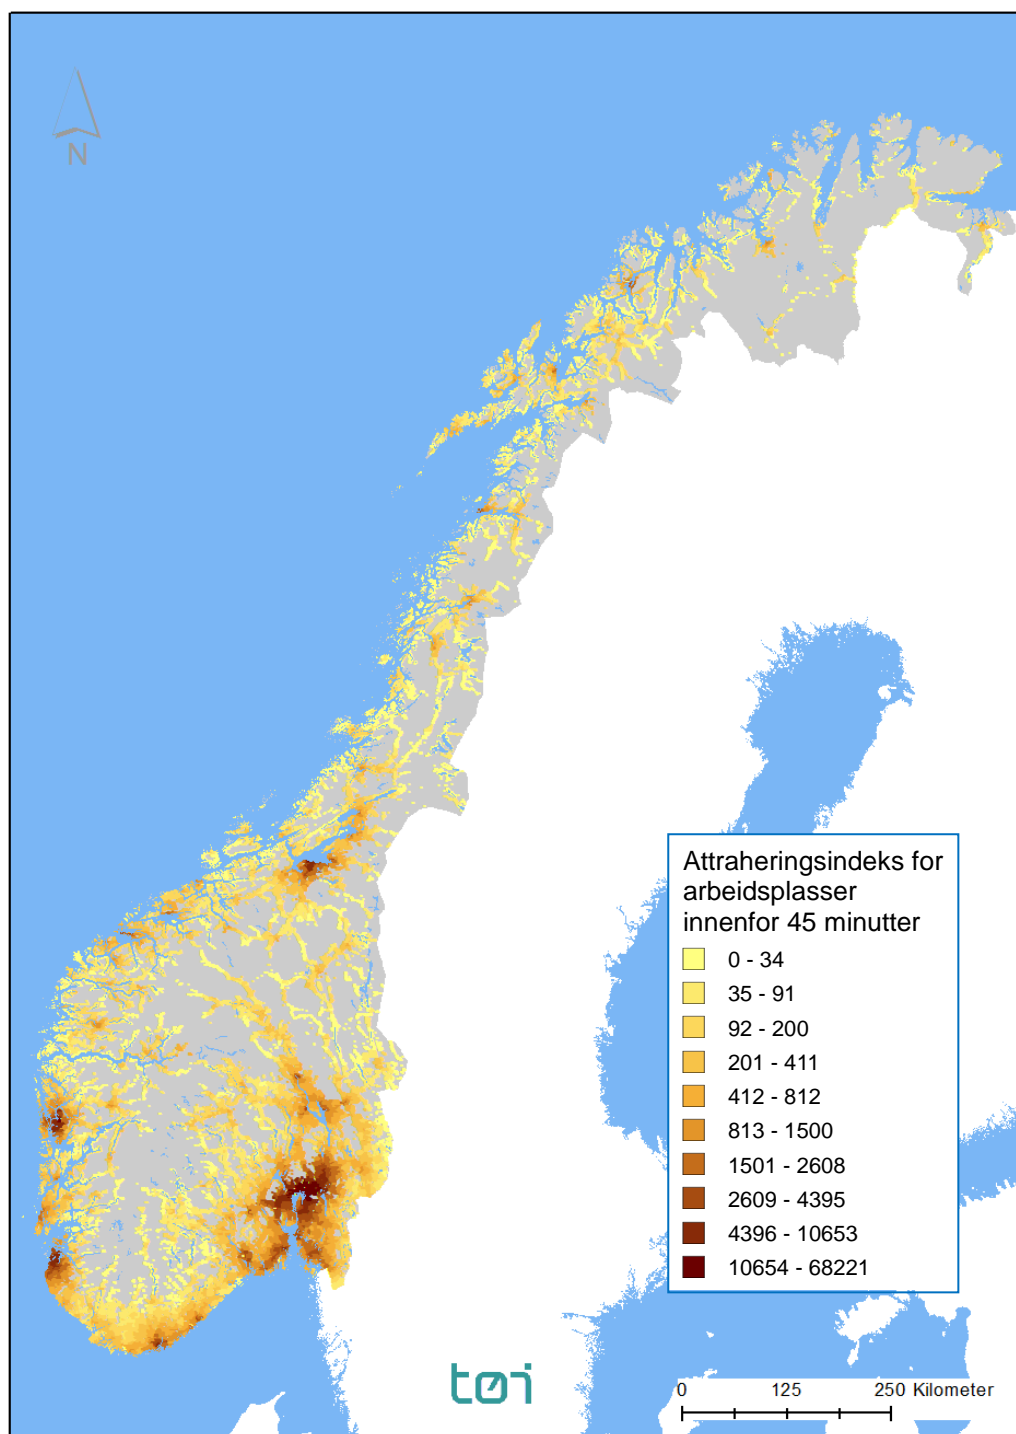 N
Attraheringsindeks for
arbeidsplasser
innenfor 45 minutter
0 - 34
35 - 91
92 - 200
201 - 411
412 - 812
813 - 1500
1501 - 2608
2609 - 4395
4396 - 10653
10654 - 68221
tøi
0 125 250 Kilometer